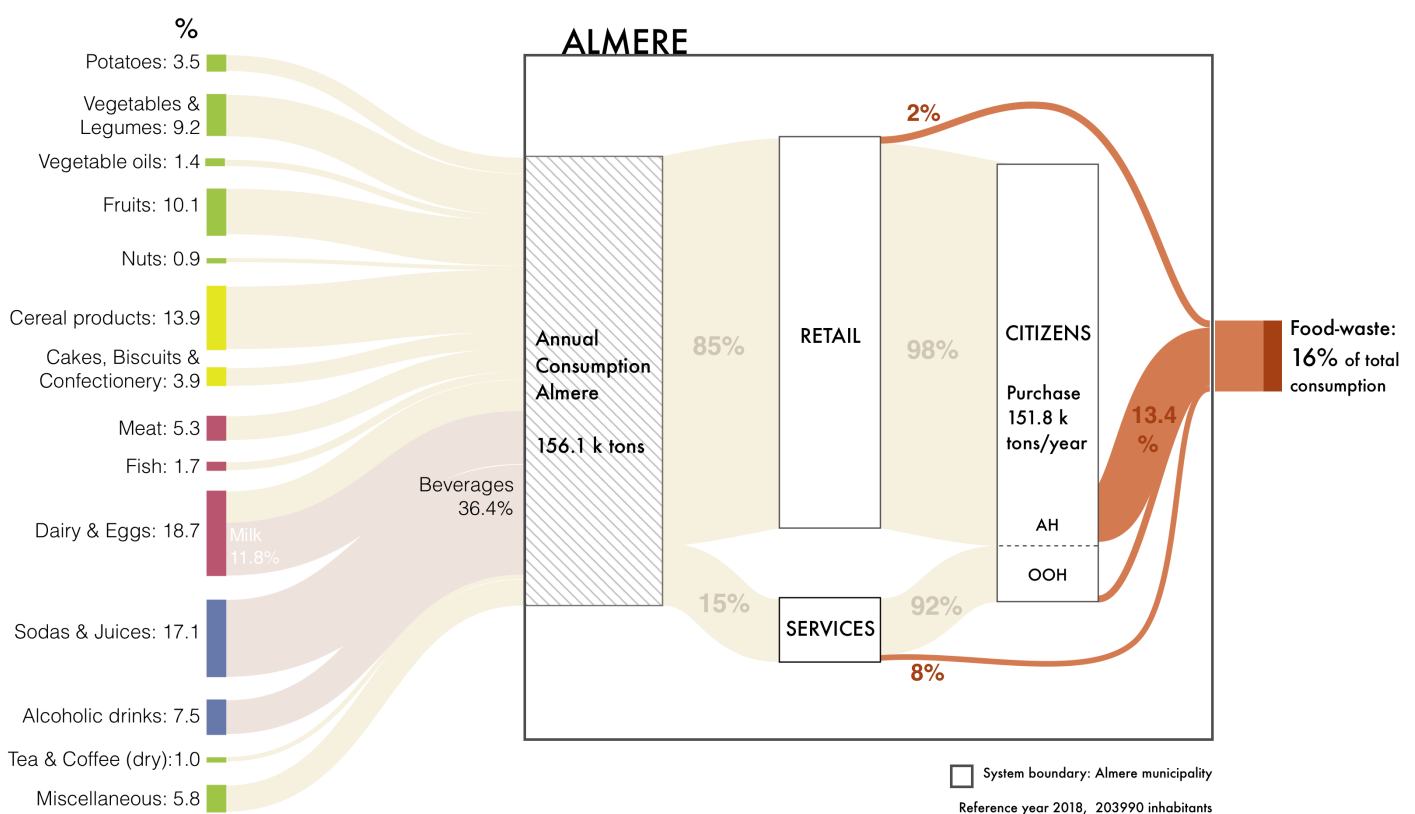 %
ALMERE
Potatoes: 3.5
Vegetables &
Legumes: 9.2
Vegetable oils: 1.4
Fruits: 10.1
Nuts: 0.9
Cereal products: 13.9
Cakes, Biscuits &
Confectionery: 3.9
Meat: 5.3
Fish: 1.7
Dairy & Eggs: 18.7
Milk
11.8%
Sodas & Juices: 17.1
Alcoholic drinks: 7.5
Tea & Coffee (dry):1.0
Miscellaneous: 5.8
Beverages
36.4%
Annual
Consumption
Almere
156.1 k tons
85%
15%
RETAIL
SERVICES
2%
98%
92%
8%
CITIZENS
Purchase
151.8 k
tons/year
AH
OOH
13.4
%
Food-waste:
16% of total
consumption
System boundary: Almere municipality
Reference year 2018, 203990 inhabitants